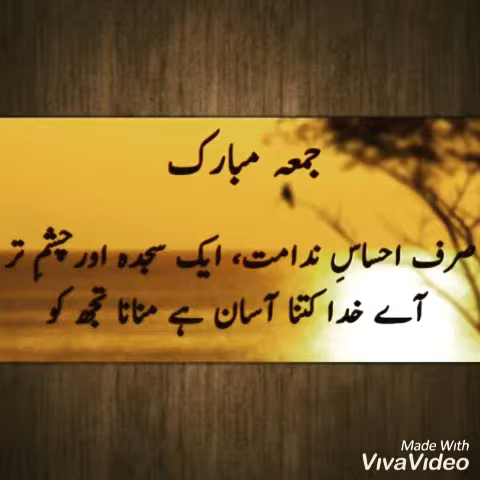 جمعہ مبارک
صرف احساسِ ندامت، ایک سجدہ اور چشمِ تر
آے خدا کتنا آسان ہے منانا تجھ کو
Made With
VivaVideo